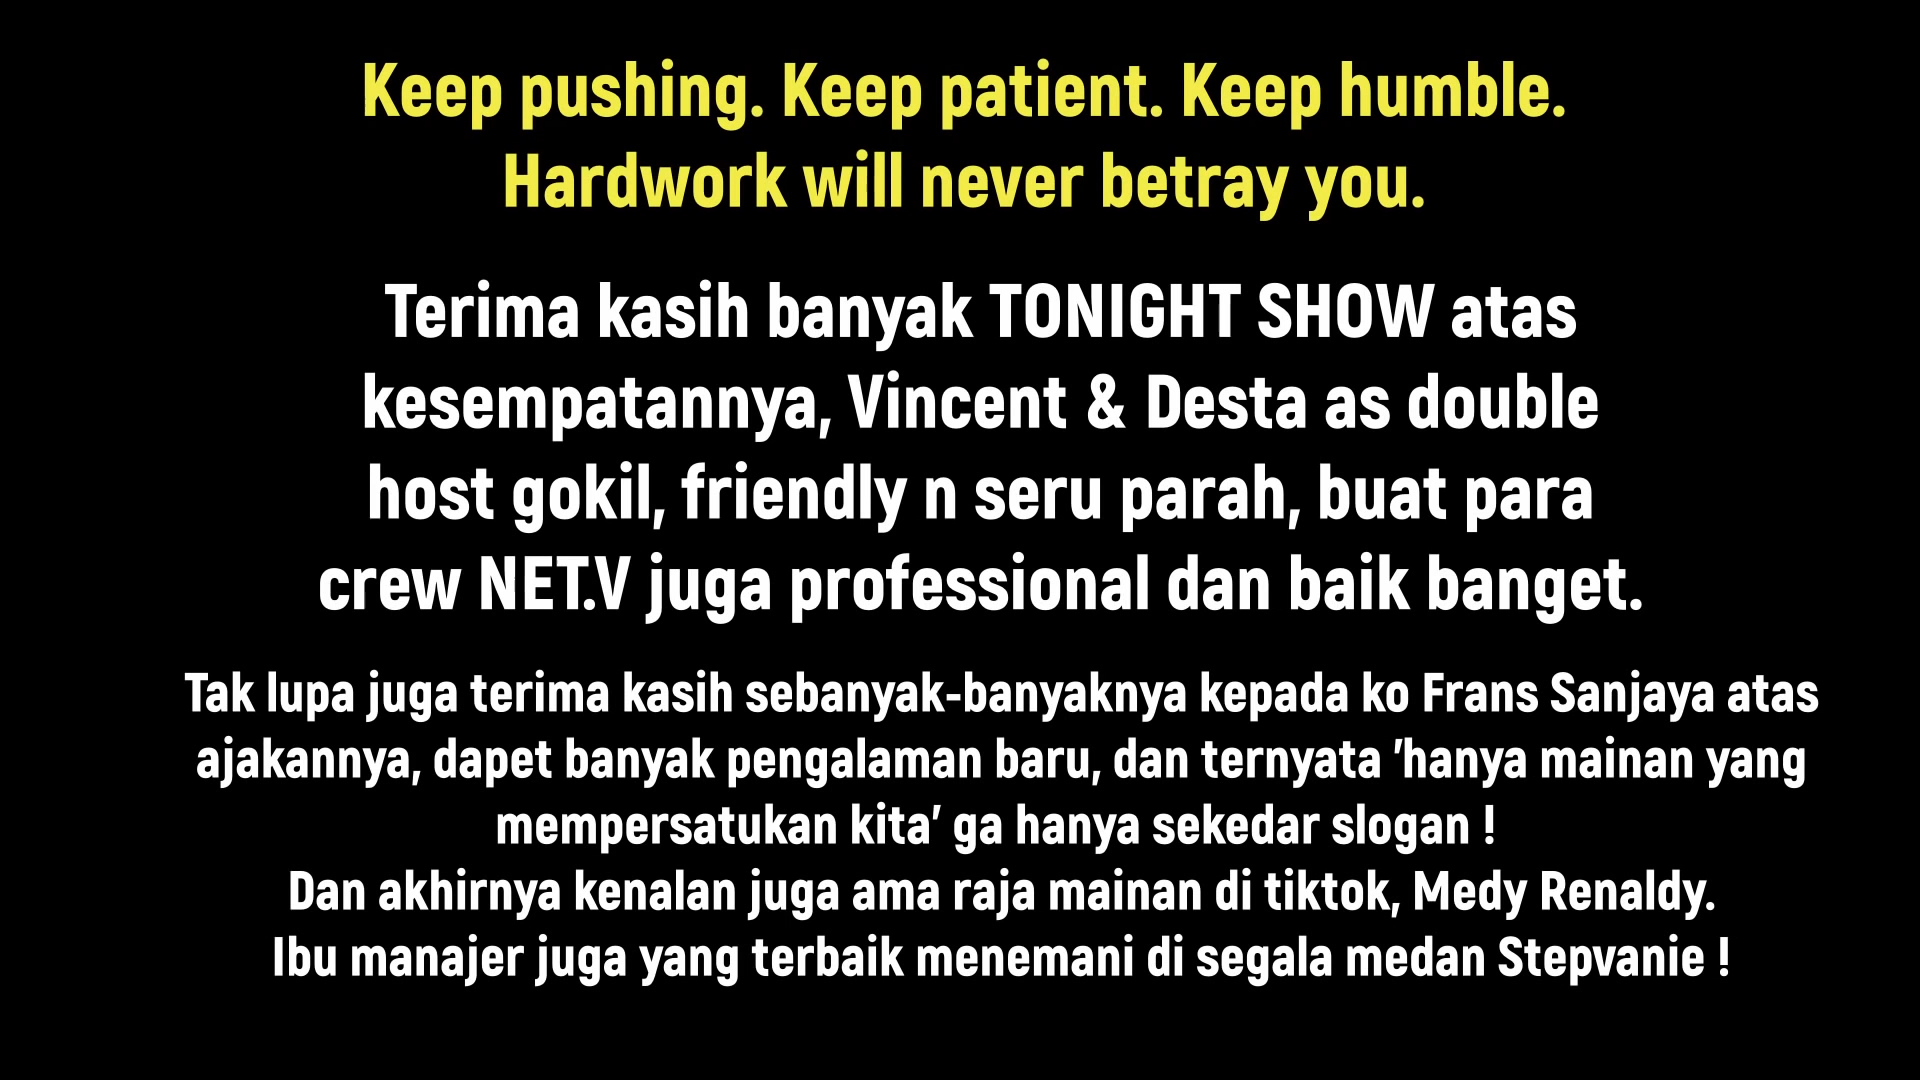 Keep pushing. Keep patient. Keep humble.
Hardwork will never betray you.
Terima kasih banyak TONIGHT SHOW atas
kesempatannya, Vincent & Desta as double
host gokil, friendly n seru parah, buat para
crew NET.V juga professional dan baik banget.
Tak lupa juga terima kasih sebanyak-banyaknya kepada ko Frans Sanjaya atas
ajakannya, dapet banyak pengalaman baru, dan ternyata 'hanya mainan yang
mempersatukan kita' ga hanya sekedar slogan !
Dan akhirnya kenalan juga ama raja mainan di tiktok, Medy Renaldy.
Ibu manajer juga yang terbaik menemani di segala medan Stepvanie !